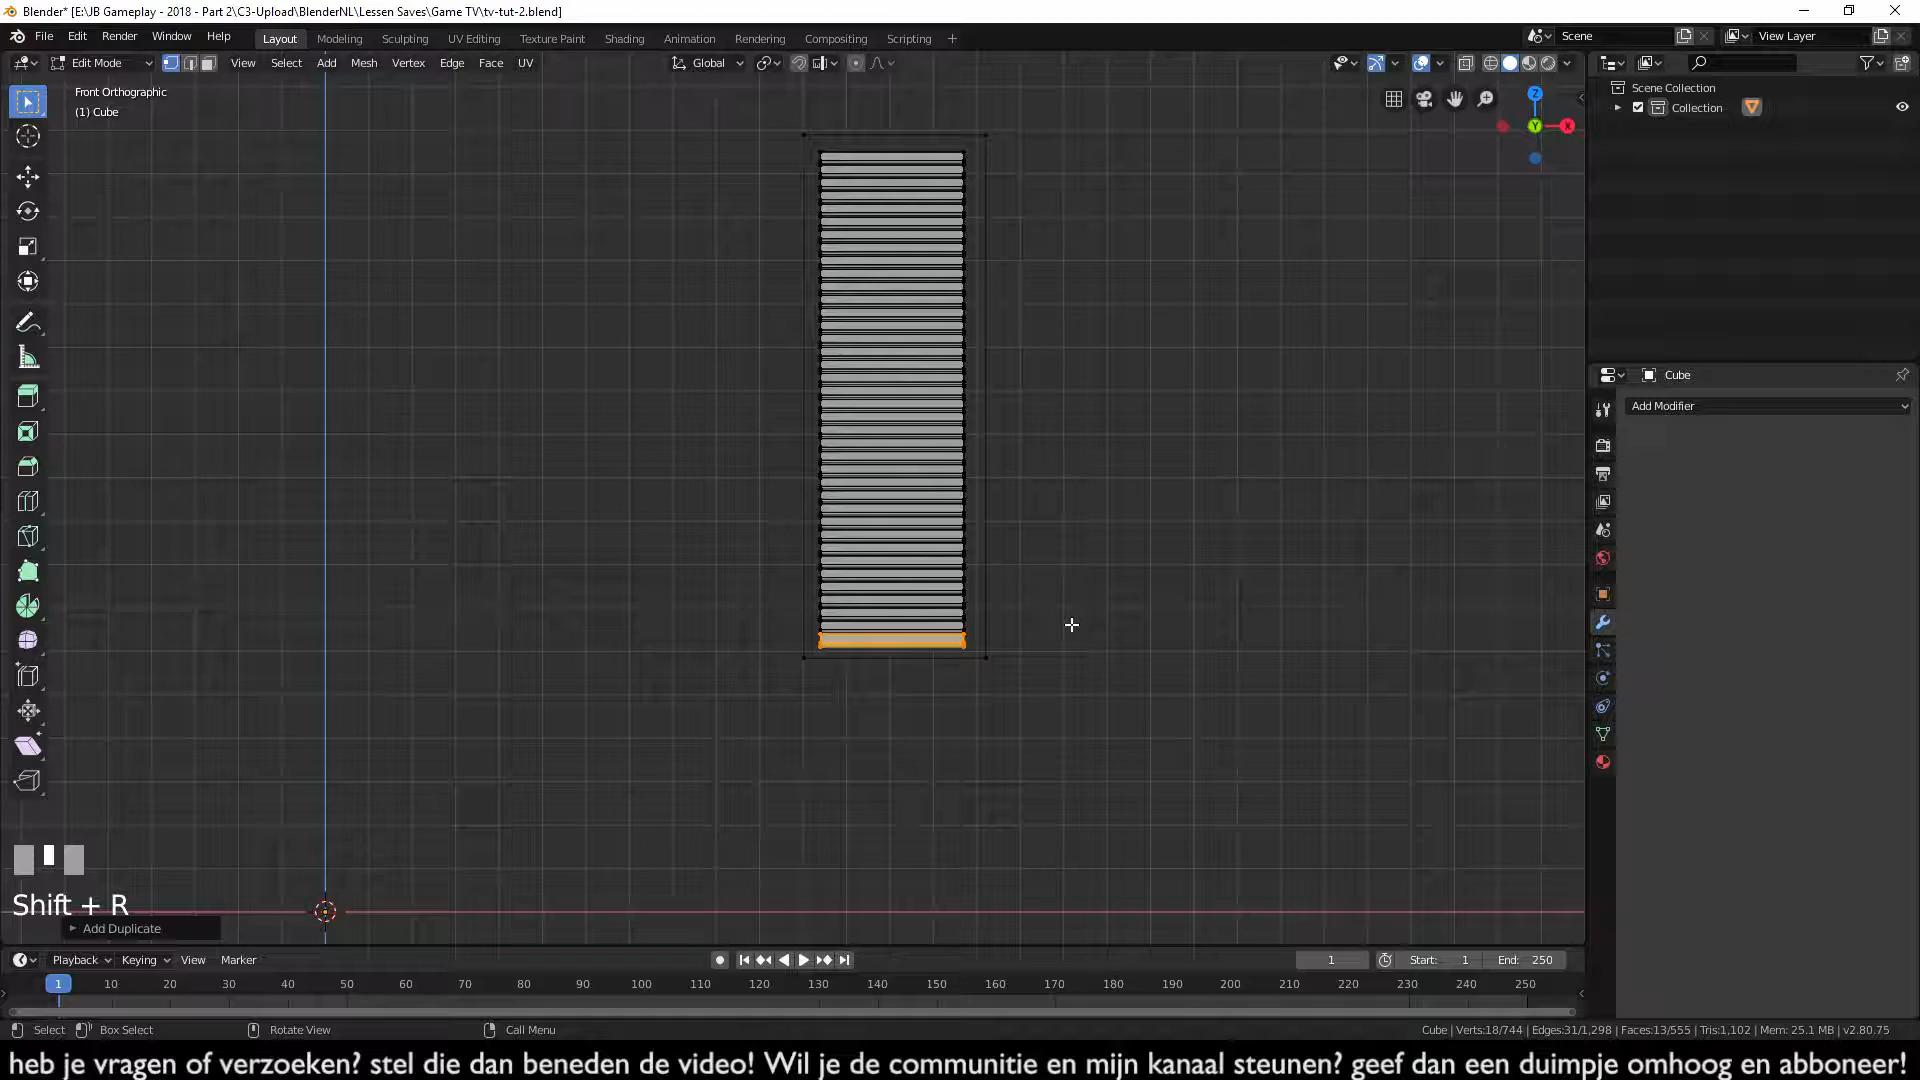 Blender* [E:\JB Gameplay - 2018 - Part 2\C3-Upload\BlenderNL\Lessen Saves\Game TV\tv-tut-2.blend]
File Edit Render Window Help Layout Modeling Sculpting UV Editing Texture Paint Shading Animation Rendering Compositing Scripting + Scene View Layer
Edit Mode View Select Add Mesh Vertex Edge Face UV Global
Front Orthographic
(1) Cube
Z
Y X
Scene Collection
Collection
Cube
Add Modifier
Shift + R
Add Duplicate
Playback Keying View Marker 1 Start: 1 End: 250
1 10 20 30 40 50 60 70 80 90 100 110 120 130 140 150 160 170 180 190 200 210 220 230 240 250
Select Box Select Rotate View Call Menu Cube | Verts:18/744 | Edges:31/1,298 | Faces:13/555 | Tris:1,102 | Mem: 25.1 MB | v2.80.75
heb je vragen of verzoeken? stel die dan beneden de video! Wil je de communitie en mijn kanaal steunen? geef dan een duimpje omhoog en abboneer!